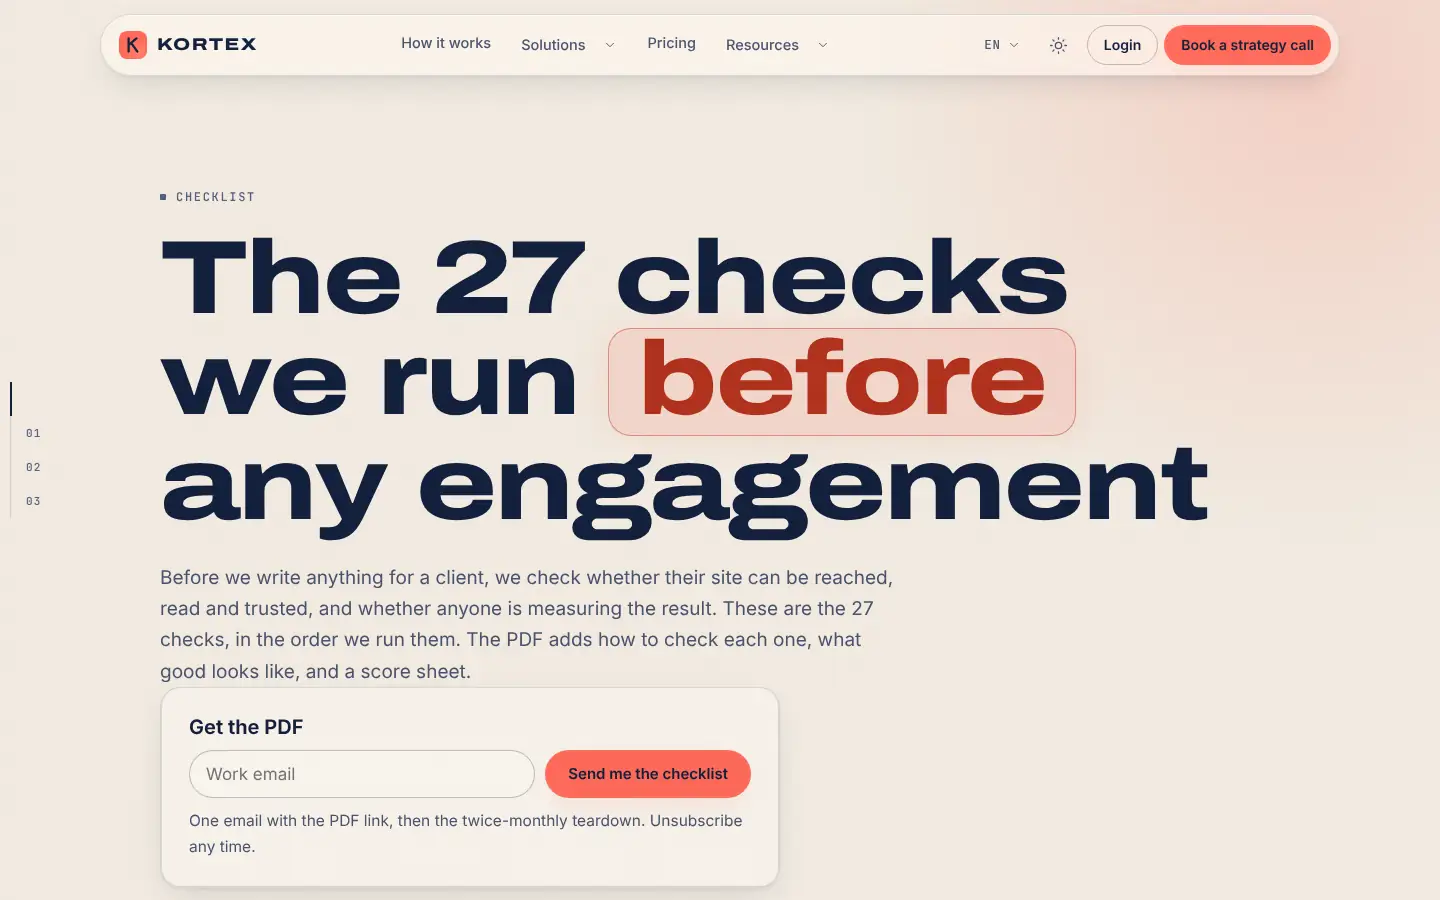 K KORTEX
How it works
Solutions
Pricing
Resources
EN
Login
Book a strategy call
CHECKLIST
The 27 checks
we run before
any engagement
01
02
03
Before we write anything for a client, we check whether their site can be reached,
read and trusted, and whether anyone is measuring the result. These are the 27
checks, in the order we run them. The PDF adds how to check each one, what
good looks like, and a score sheet.
Get the PDF
Work email
Send me the checklist
One email with the PDF link, then the twice-monthly teardown. Unsubscribe
any time.